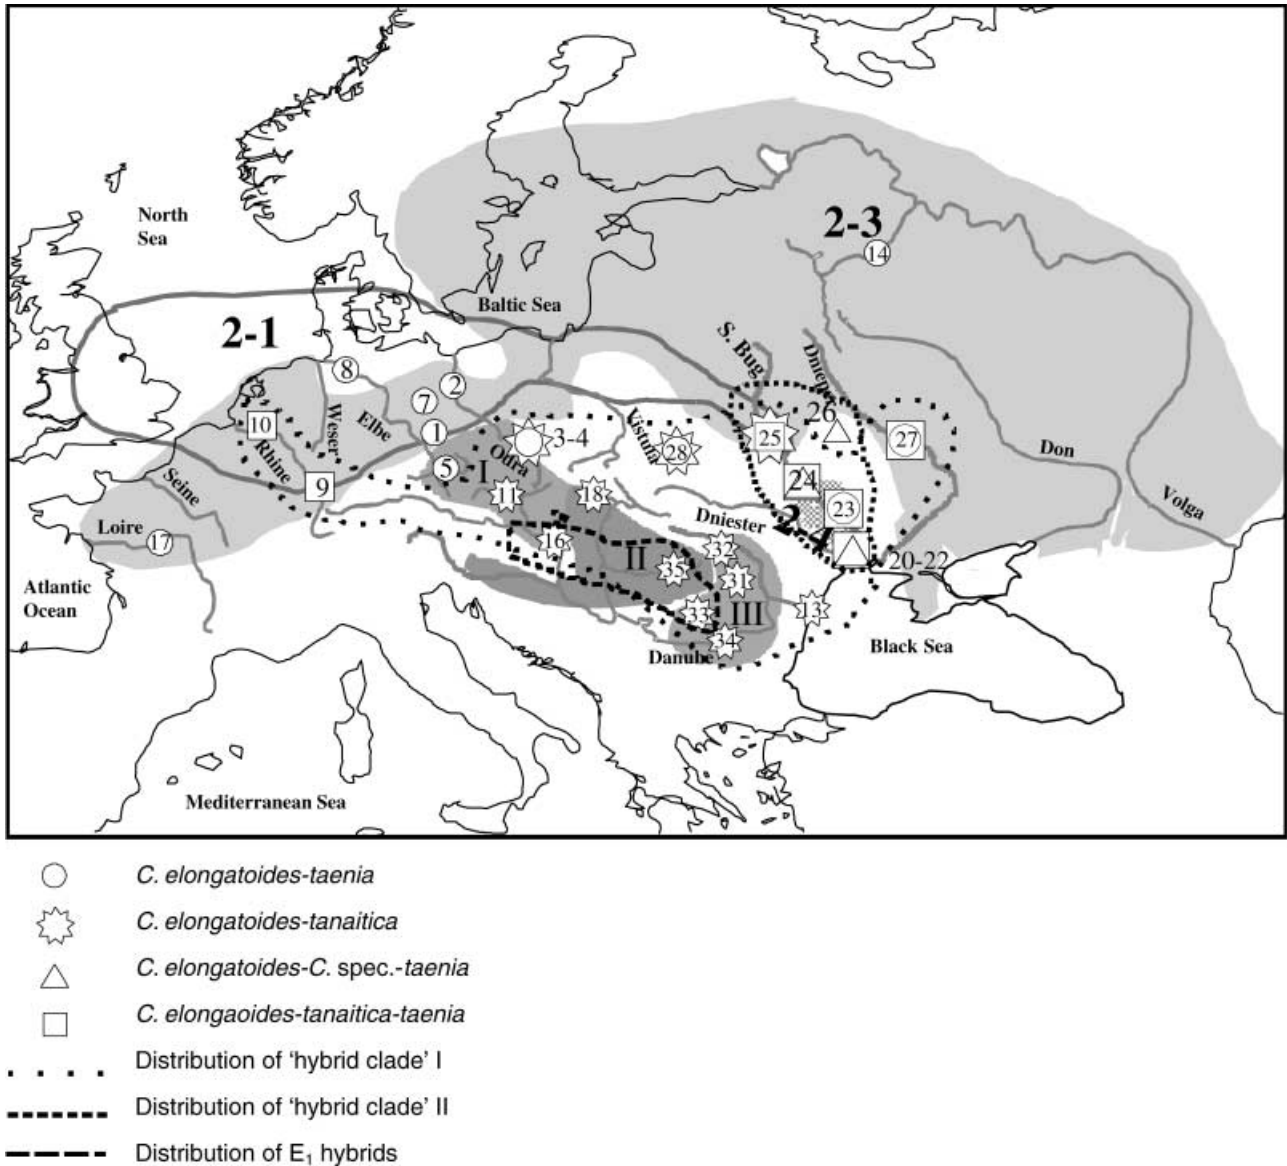 North
Sea
2-3
14
Baltic Sea
2-1
S. Bug
Dniepr
8
2
7
26
10
Weser
Elbe
1
3-4
Vistula
25
27
Rhine
Odra
28
Don
Seine
5
I
9
11
18
24
Volga
Loire
17
23
Dniester
2-4
16
32
II
35
31
20-22
Atlantic
Ocean
33
III
13
34
Danube
Black Sea
Mediterranean Sea
C. elongatoides-taenia
C. elongatoides-tanaitica
C. elongatoides-C. spec.-taenia
C. elongaoides-tanaitica-taenia
Distribution of ‘hybrid clade’ I
Distribution of ‘hybrid clade’ II
Distribution of E₁ hybrids